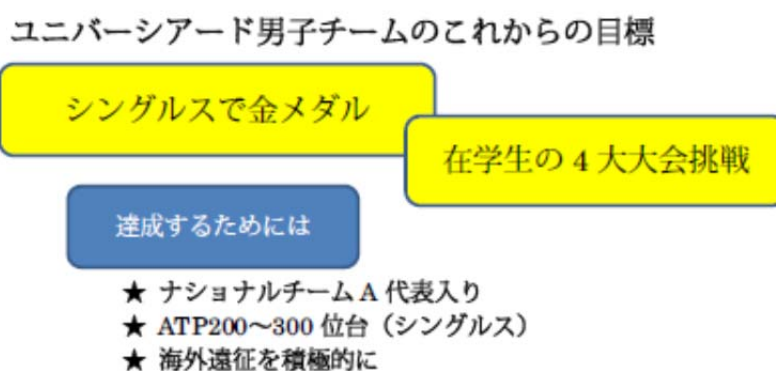 ユニバーシアード男子チームのこれからの目標
シングルスで金メダル
在学生の 4 大大会挑戦
達成するためには
★ ナショナルチーム A 代表入り
★ ATP200～300 位台（シングルス）
★ 海外遠征を積極的に